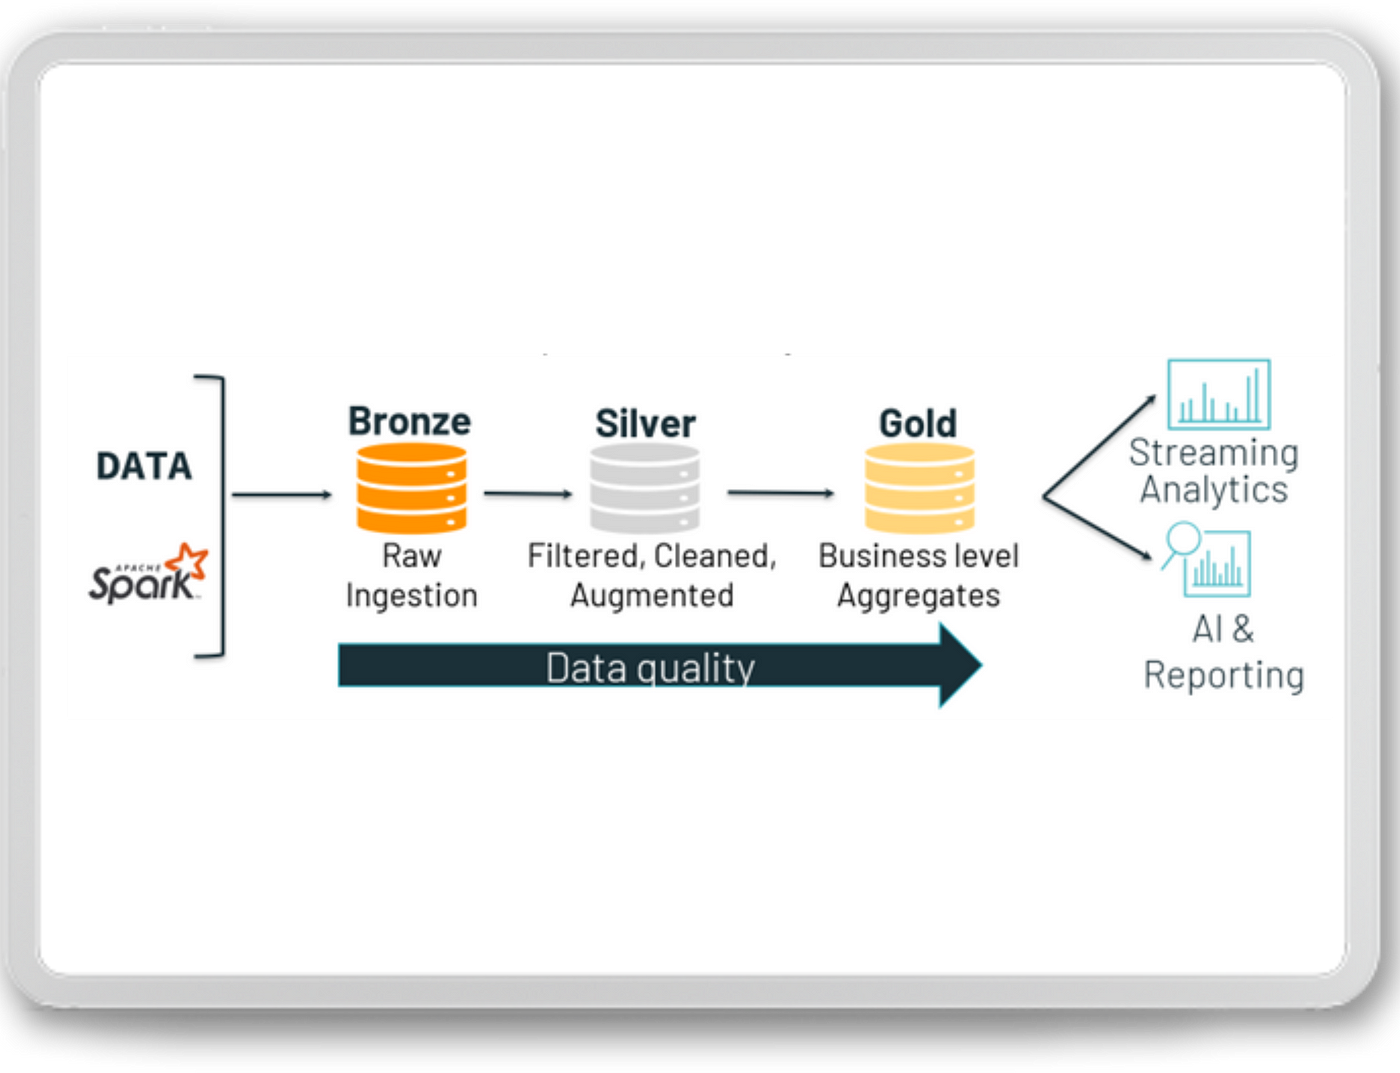 DATA
APACHE
Spark
Bronze
Raw
Ingestion
Silver
Filtered, Cleaned,
Augmented
Gold
Business level
Aggregates
Data quality
Streaming
Analytics
AI &
Reporting